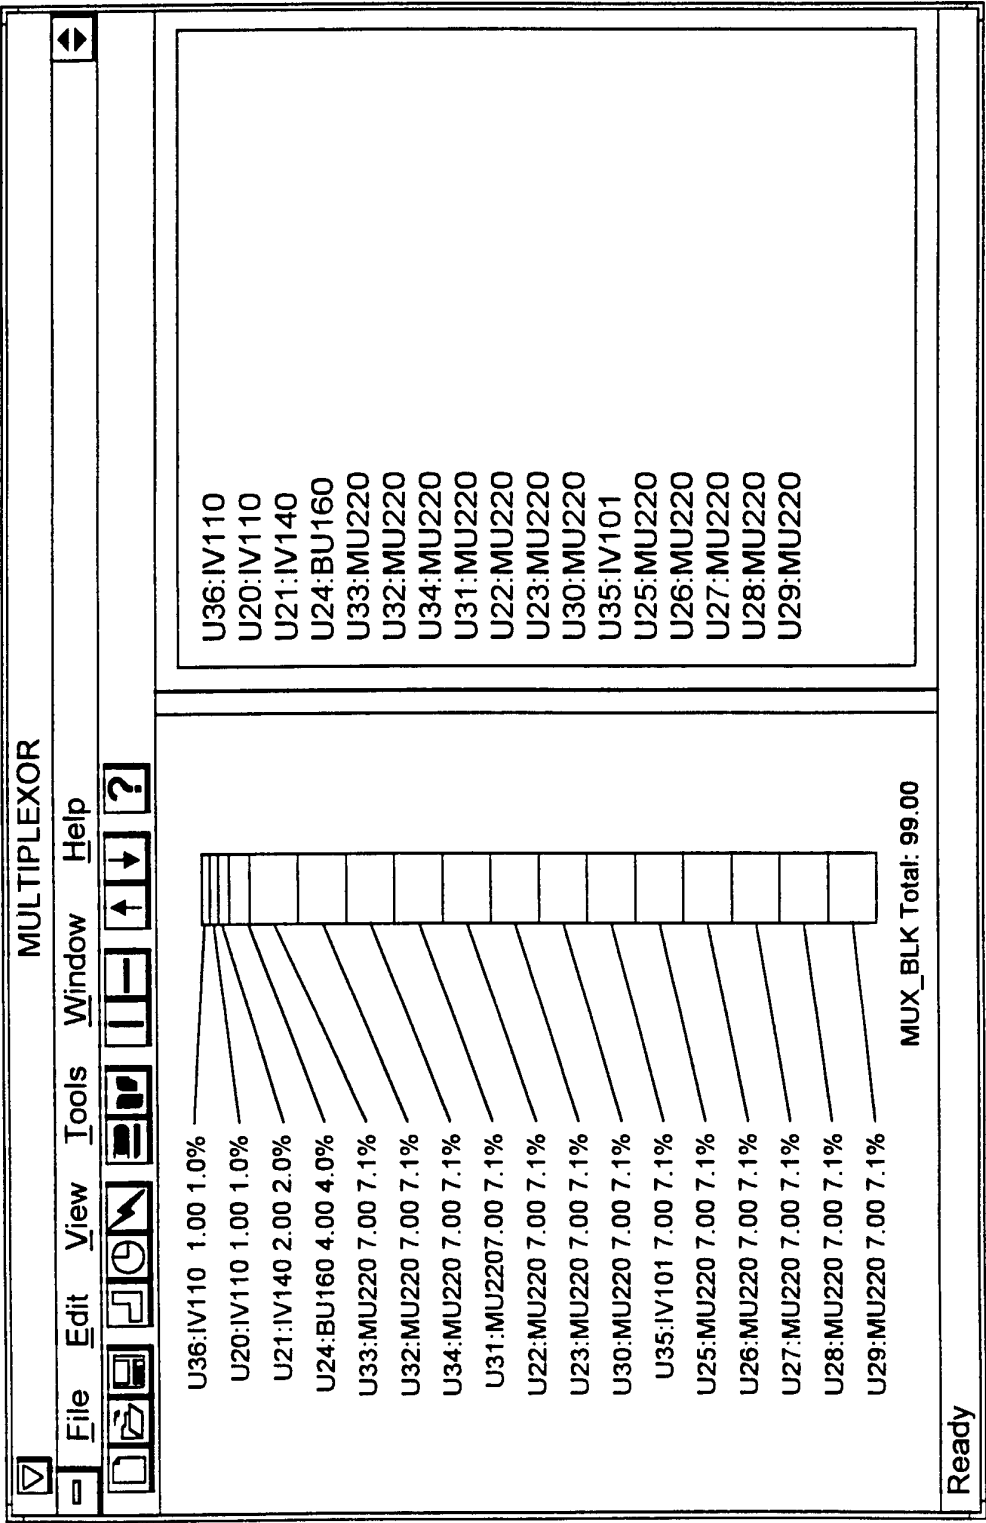 MULTIPLEXOR
File Edit View Tools Window Help
?
U36:IV110 1.00 1.0%
U20:IV110 1.00 1.0%
U21:IV140 2.00 2.0%
U24:BU160 4.00 4.0%
U33:MU220 7.00 7.1%
U32:MU220 7.00 7.1%
U34:MU220 7.00 7.1%
U31:MU2207.00 7.1%
U22:MU220 7.00 7.1%
U23:MU220 7.00 7.1%
U30:MU220 7.00 7.1%
U35:IV101 7.00 7.1%
U25:MU220 7.00 7.1%
U26:MU220 7.00 7.1%
U27:MU220 7.00 7.1%
U28:MU220 7.00 7.1%
U29:MU220 7.00 7.1%
MUX_BLK Total: 99.00
U36:IV110
U20:IV110
U21:IV140
U24:BU160
U33:MU220
U32:MU220
U34:MU220
U31:MU220
U22:MU220
U23:MU220
U30:MU220
U35:IV101
U25:MU220
U26:MU220
U27:MU220
U28:MU220
U29:MU220
Ready